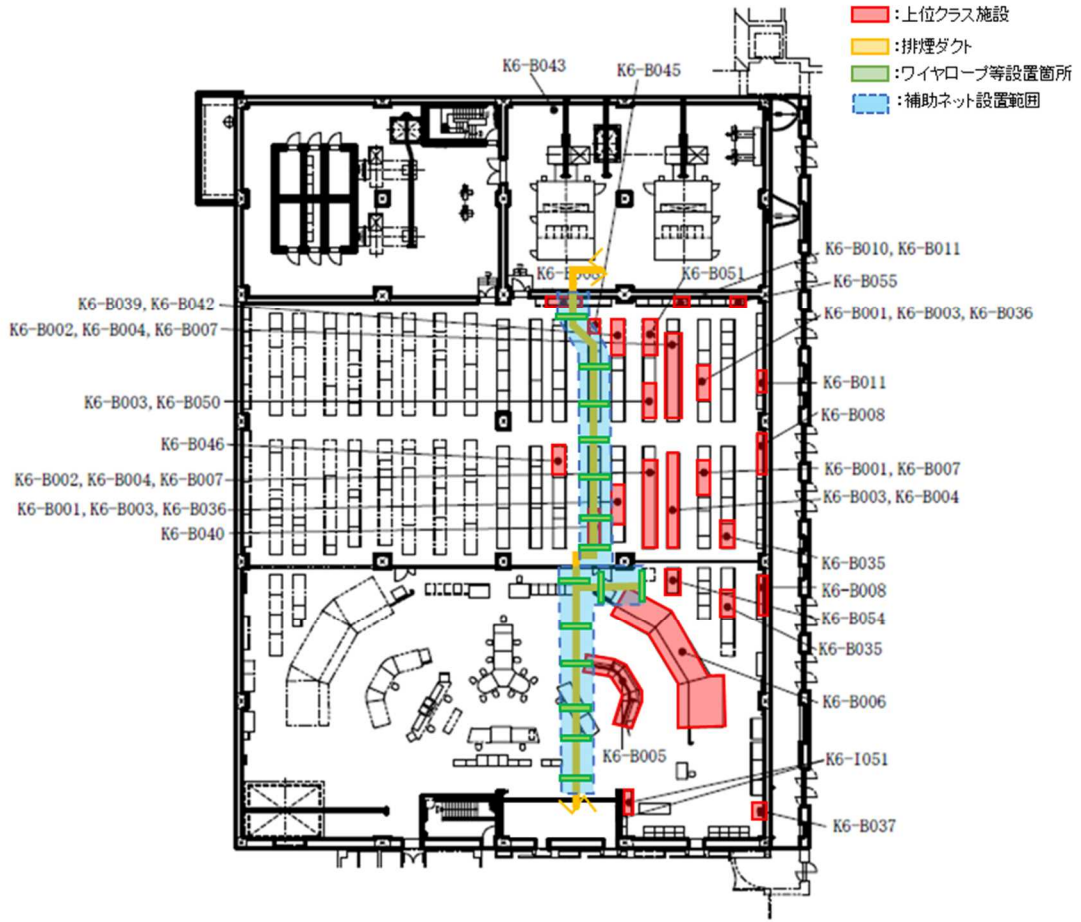 :上位クラス施設
:排煙ダクト
:ワイヤロープ等設置箇所
:補助ネット設置範囲
K6-B043
K6-B045
K6-B051
K6-B010, K6-B011
K6-B055
K6-B039, K6-B042
K6-B001, K6-B003, K6-B036
K6-B002, K6-B004, K6-B007
K6-B011
K6-B003, K6-B050
K6-B008
K6-B046
K6-B001, K6-B007
K6-B002, K6-B004, K6-B007
K6-B003, K6-B004
K6-B001, K6-B003, K6-B036
K6-B040
K6-B035
K6-B008
K6-B054
K6-B035
K6-B006
K6-B005
K6-I051
K6-B037